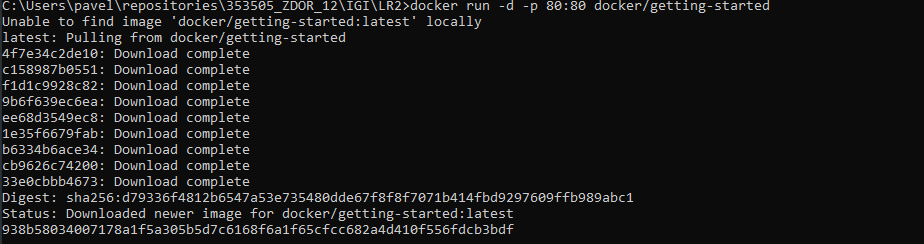 C:\Users\pavel\repositories\353505_ZDOR_12\IGI\LR2>docker run -d -p 80:80 docker/getting-started
Unable to find image 'docker/getting-started:latest' locally
latest: Pulling from docker/getting-started
4f7e34c2de10: Download complete
c158987b0551: Download complete
f1d1c9928c82: Download complete
9b6f639ec6ea: Download complete
ee68d3549ec8: Download complete
1e35f6679fab: Download complete
b6334b6ace34: Download complete
cb9626c74200: Download complete
33e0cbbb4673: Download complete
Digest: sha256:d79336f4812b6547a53e735480dde67f8f8f7071b414fbd9297609ffb989abc1
Status: Downloaded newer image for docker/getting-started:latest
938b58034007178a1f5a305b5d7c6168f6a1f65cfcc682a4d410f556fdcb3bdf